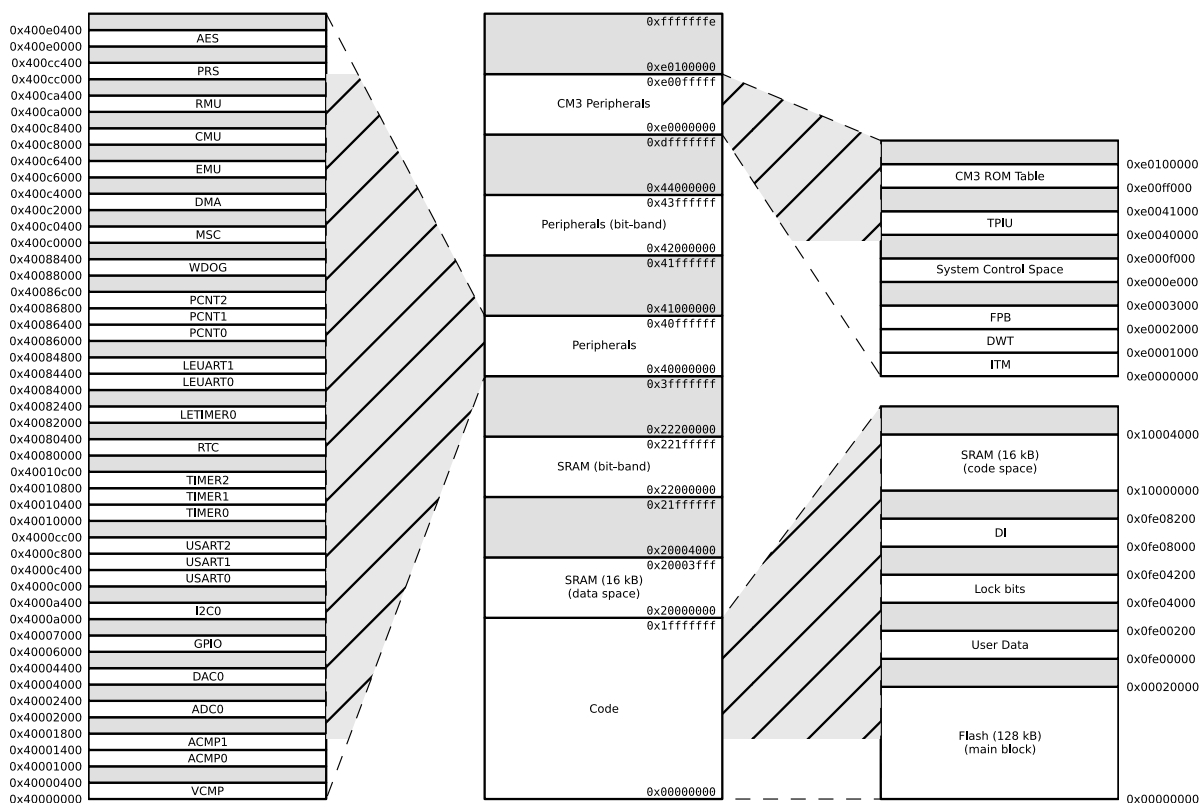 0x400e0400
AES
0x400e0000
0x400cc400
PRS
0x400cc000
0x400ca400
RMU
0x400ca000
0x400c8400
CMU
0x400c8000
0x400c6400
EMU
0x400c6000
0x400c4000
DMA
0x400c2000
0x400c0400
MSC
0x400c0000
0x40088400
WDOG
0x40088000
0x40086c00
PCNT2
0x40086800
PCNT1
0x40086400
PCNT0
0x40086000
0x40084800
LEUART1
0x40084400
LEUART0
0x40084000
0x40082400
LETIMER0
0x40082000
0x40080400
RTC
0x40080000
0x40010c00
TIMER2
0x40010800
TIMER1
0x40010400
TIMER0
0x40010000
0x4000cc00
USART2
0x4000c800
USART1
0x4000c400
USART0
0x4000c000
0x4000a400
I2C0
0x4000a000
0x40007000
GPIO
0x40006000
0x40004400
DAC0
0x40004000
0x40002400
ADC0
0x40002000
0x40001800
ACMP1
0x40001400
ACMP0
0x40001000
0x40000400
VCMP
0x40000000
0xfffffffe
0xe0100000
0xe00fffff
CM3 Peripherals
0xe0000000
0xdfffffff
0x44000000
0x43ffffff
Peripherals (bit-band)
0x42000000
0x41ffffff
0x41000000
0x40ffffff
Peripherals
0x40000000
0x3fffffff
0x22200000
0x221fffff
SRAM (bit-band)
0x22000000
0x21ffffff
0x20004000
0x20003fff
SRAM (16 kB)
(data space)
0x20000000
0x1fffffff
Code
0x00000000
0xe0100000
CM3 ROM Table
0xe00ff000
0xe0041000
TPIU
0xe0040000
0xe000f000
System Control Space
0xe000e000
0xe0003000
FPB
0xe0002000
DWT
0xe0001000
ITM
0xe0000000
0x10004000
SRAM (16 kB)
(code space)
0x10000000
0x0fe08200
DI
0x0fe08000
0x0fe04200
Lock bits
0x0fe04000
0x0fe00200
User Data
0x0fe00000
0x00020000
Flash (128 kB)
(main block)
0x00000000